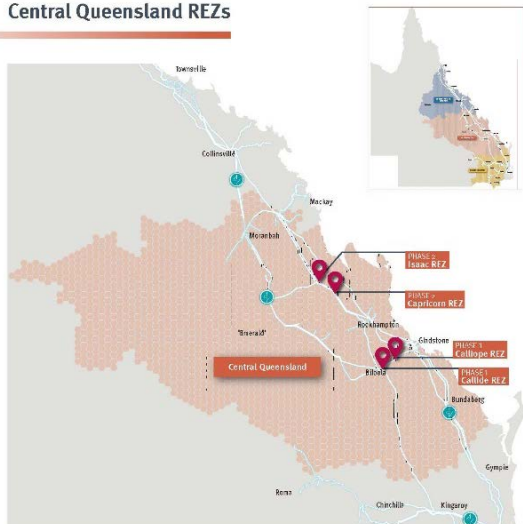 Central Queensland REZs
Townsville
Collinsville
Mackay
Moranbah
PHASE 2
Isaac REZ
PHASE 2
Capricorn REZ
Rockhampton
"Emerald"
Gladstone
PHASE 3
Calliope REZ
Central Queensland
Biloela
PHASE 1
Callide REZ
Bundaberg
Gympie
Roma
Chinchilla
Kingaroy